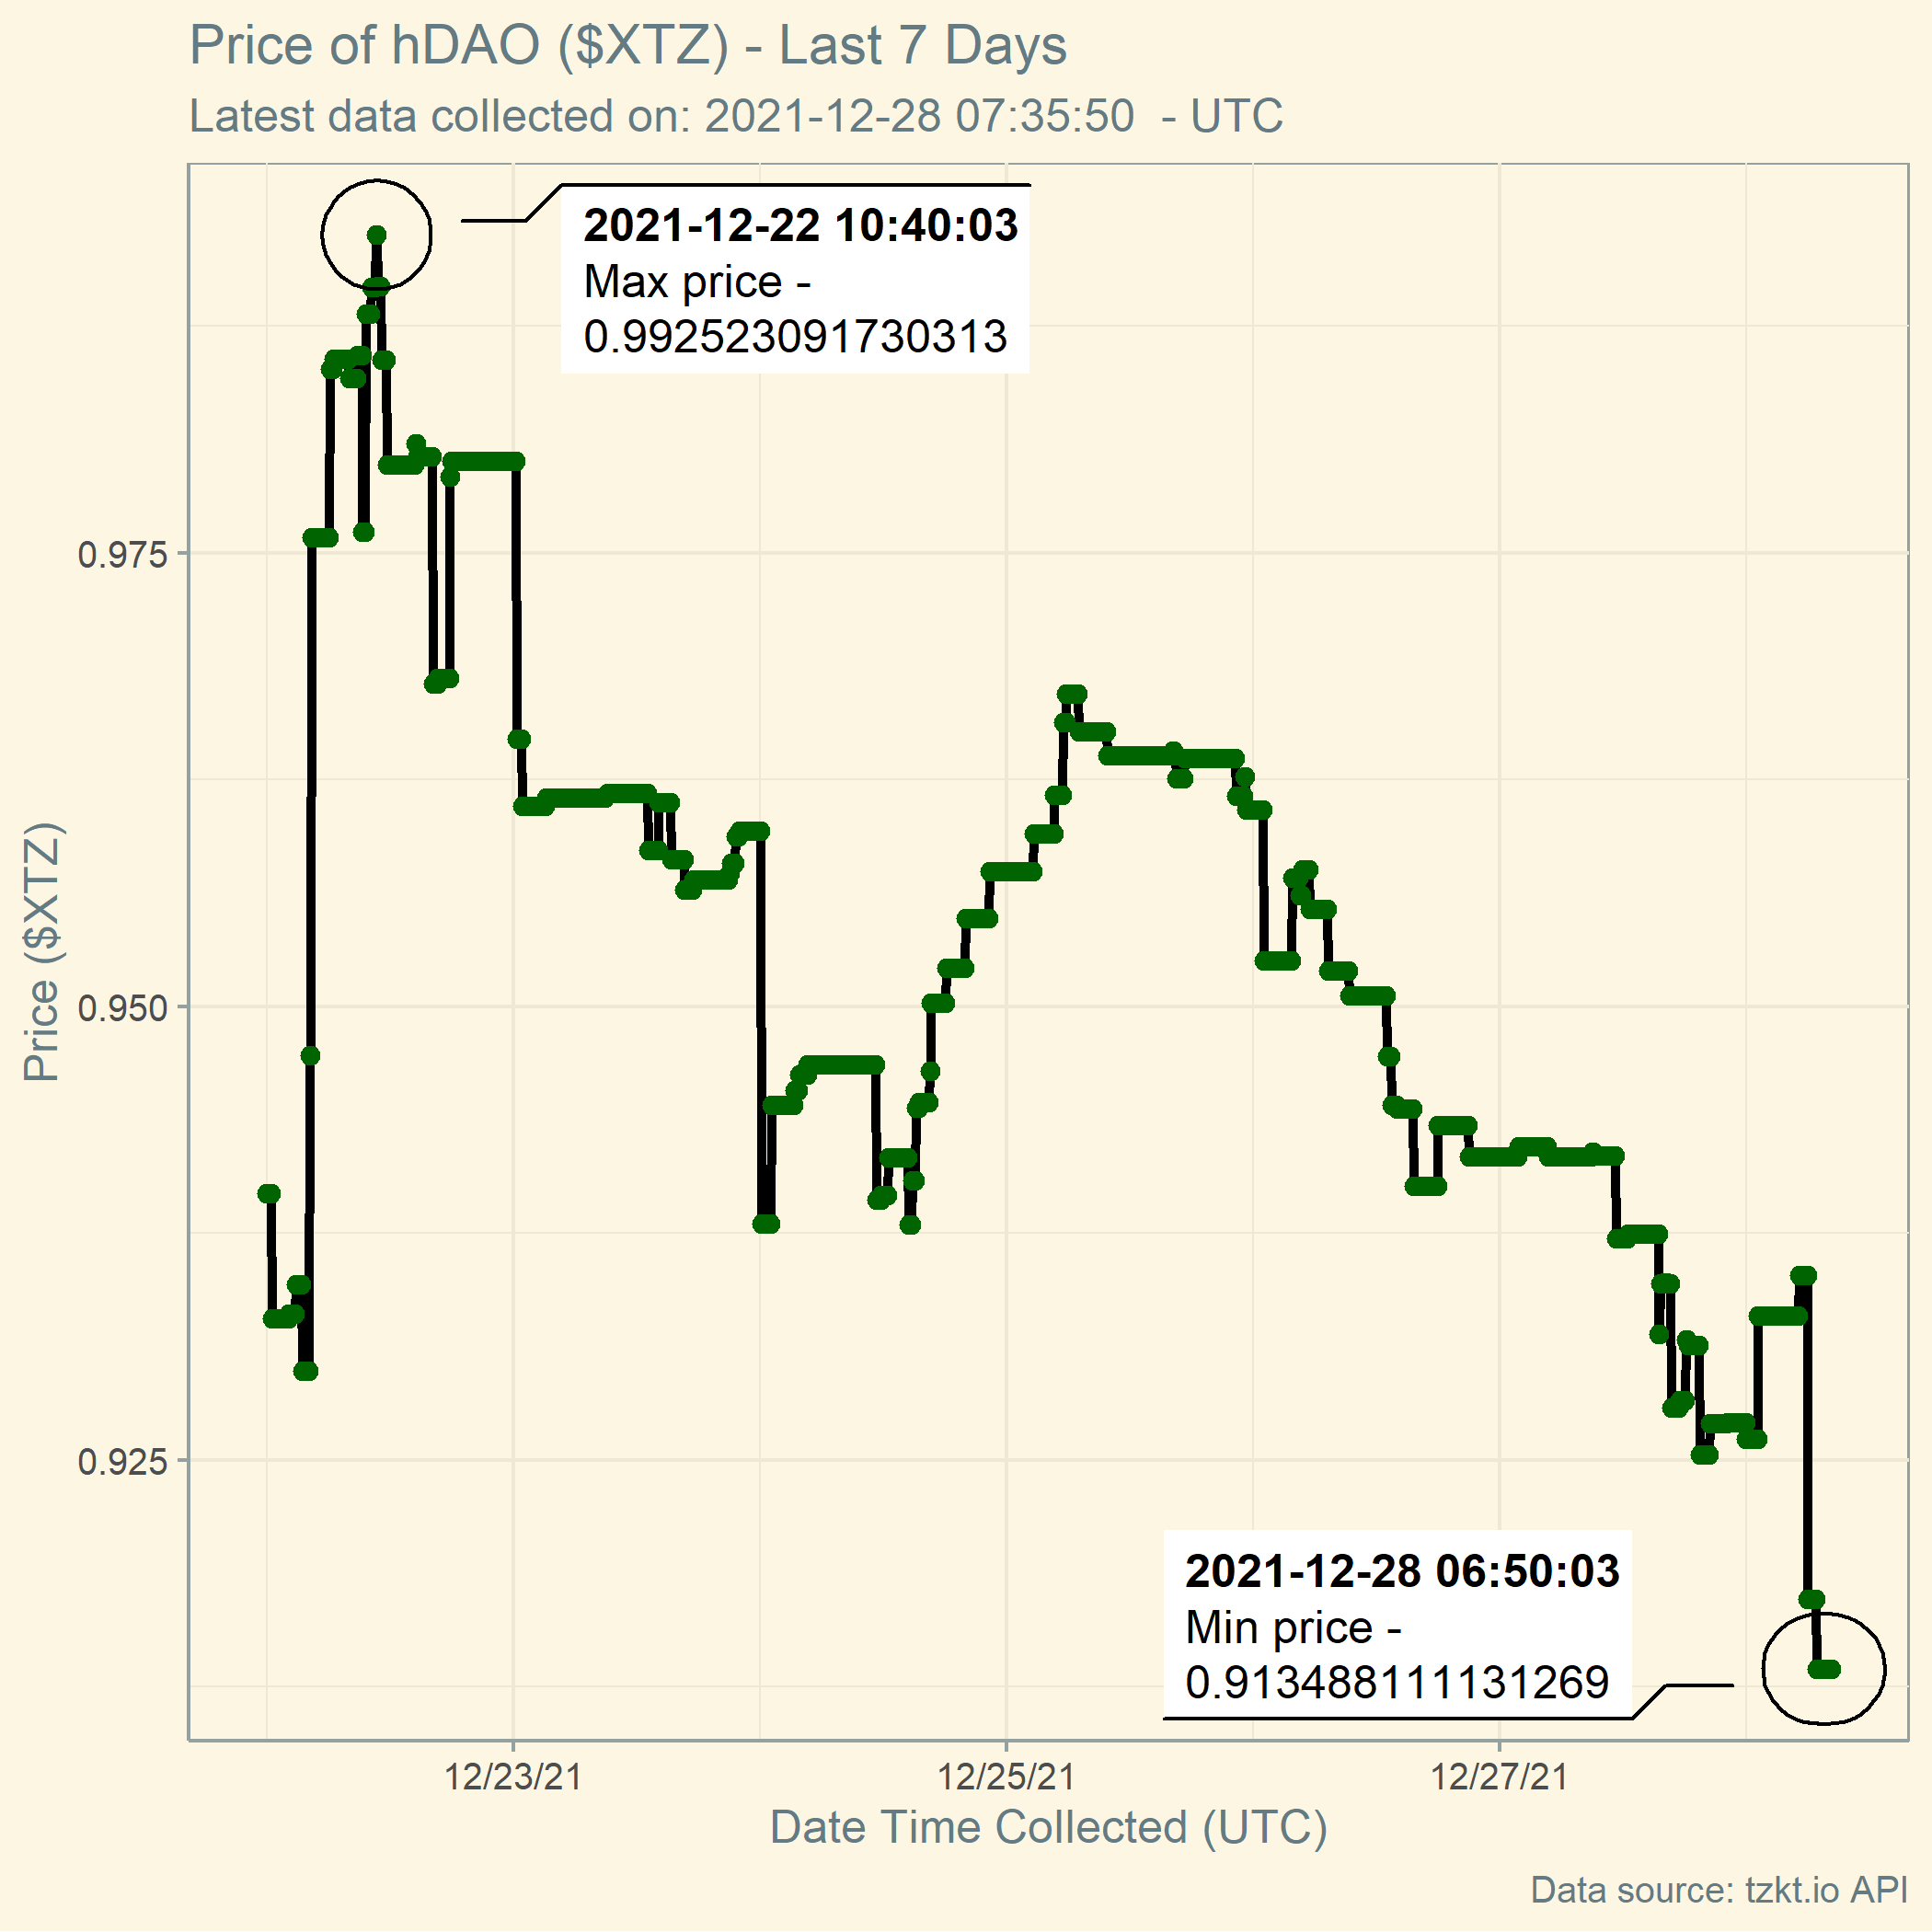 Price of hDAO ($XTZ) - Last 7 Days
Latest data collected on: 2021-12-28 07:35:50  - UTC
2021-12-22 10:40:03
Max price -
0.992523091730313
0.975
0.950
0.925
Price ($XTZ)
2021-12-28 06:50:03
Min price -
0.913488111131269
12/23/21
12/25/21
12/27/21
Date Time Collected (UTC)
Data source: tzkt.io API